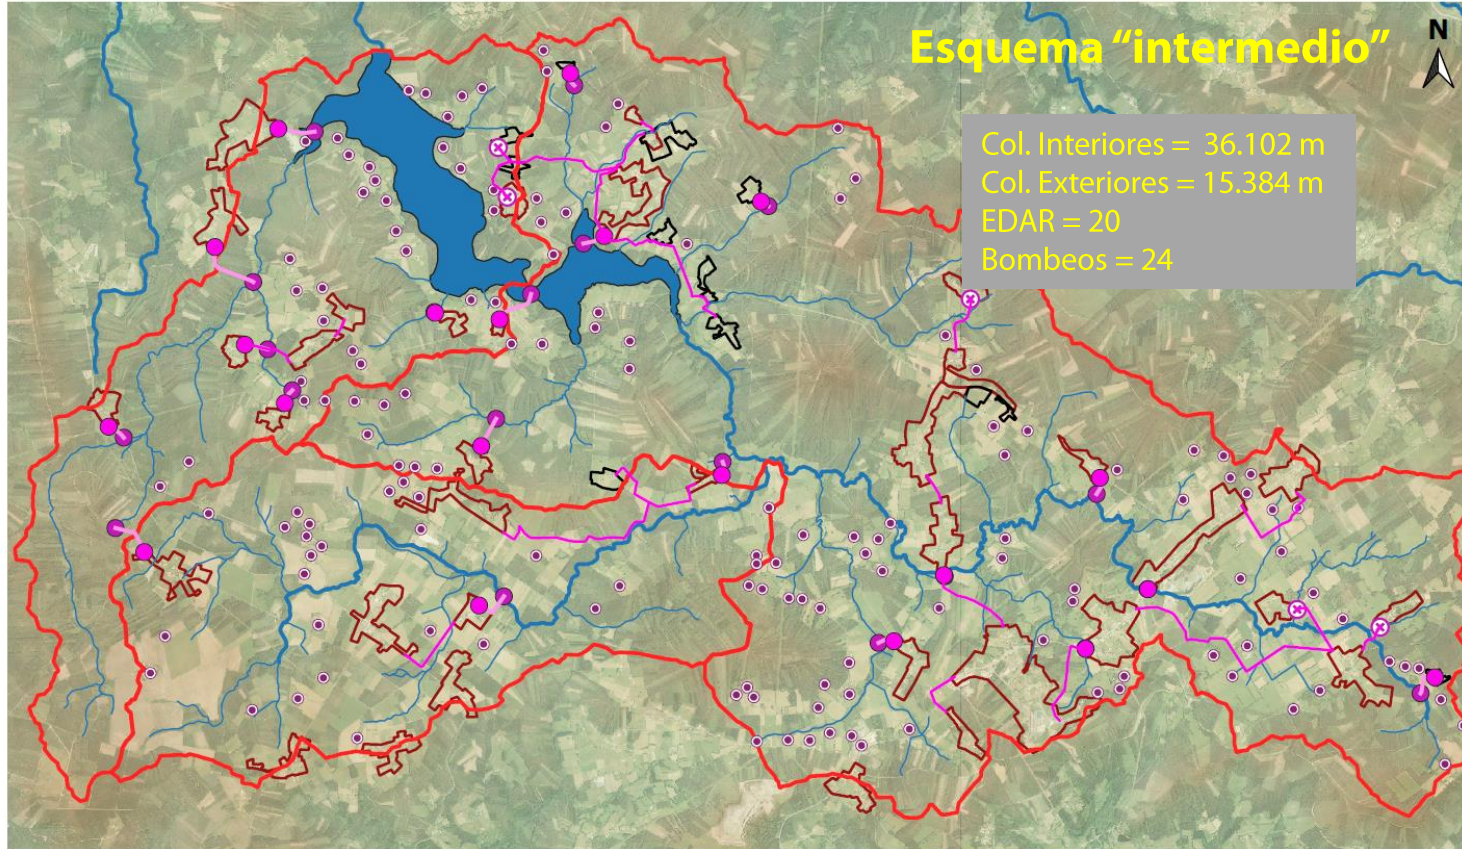 Esquema “intermedio”
N
Col. Interiores = 36.102 m
Col. Exteriores = 15.384 m
EDAR = 20
Bombeos = 24